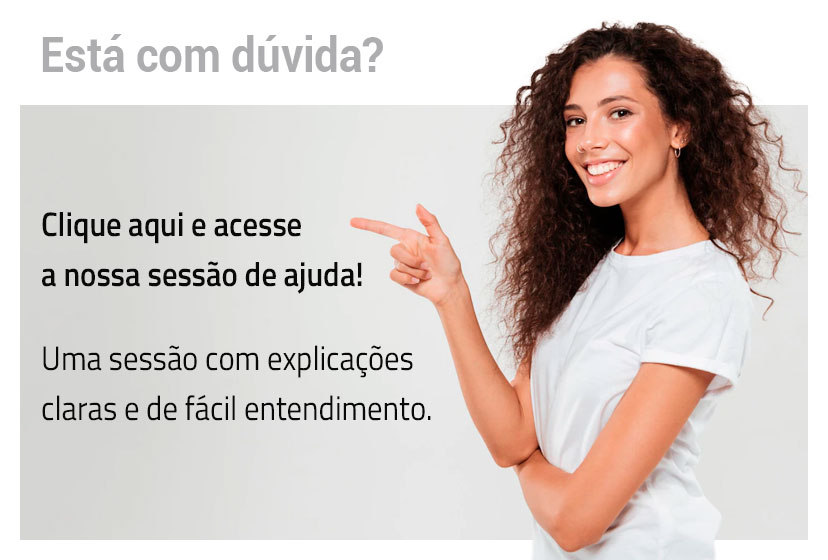 Está com dúvida?
Clique aqui e acesse
a nossa sessão de ajuda!
Uma sessão com explicações
claras e de fácil entendimento.